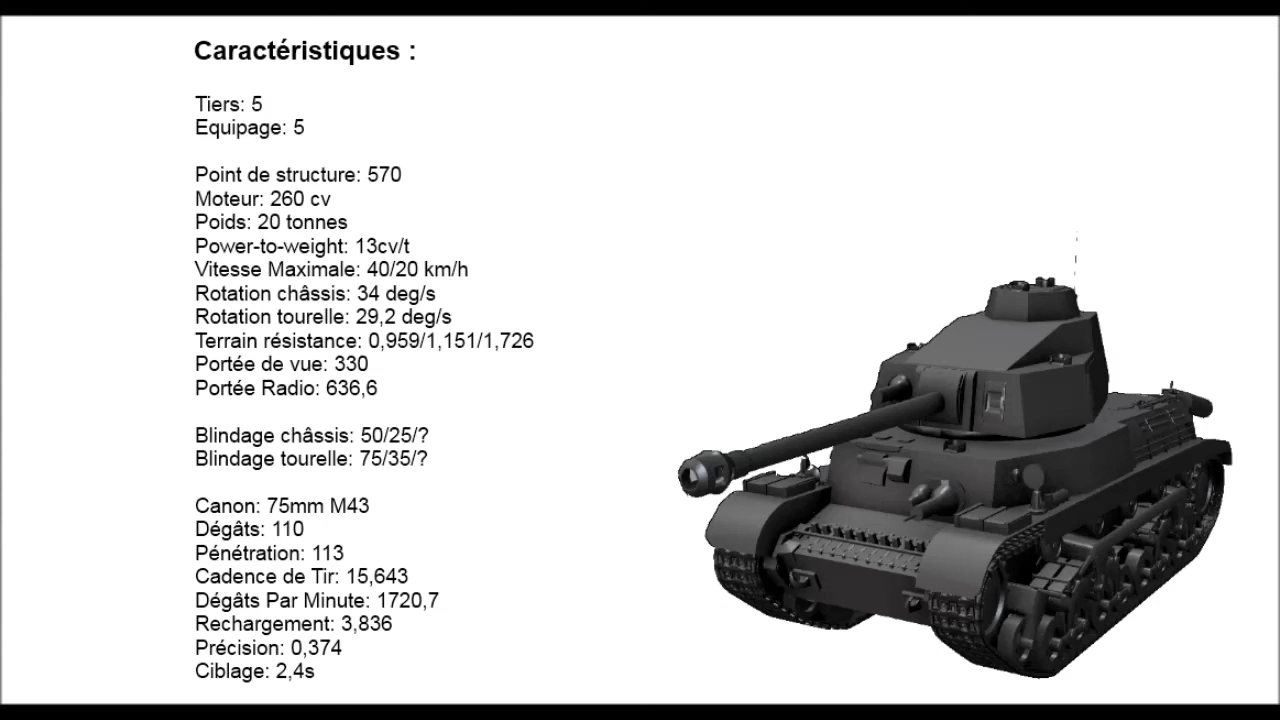 Caractéristiques :
Tiers: 5
Equipage: 5
Point de structure: 570
Moteur: 260 cv
Poids: 20 tonnes
Power-to-weight: 13cv/t
Vitesse Maximale: 40/20 km/h
Rotation châssis: 34 deg/s
Rotation tourelle: 29,2 deg/s
Terrain résistance: 0,959/1,151/1,726
Portée de vue: 330
Portée Radio: 636,6
Blindage châssis: 50/25/?
Blindage tourelle: 75/35/?
Canon: 75mm M43
Dégâts: 110
Pénétration: 113
Cadence de Tir: 15,643
Dégâts Par Minute: 1720,7
Rechargement: 3,836
Précision: 0,374
Ciblage: 2,4s